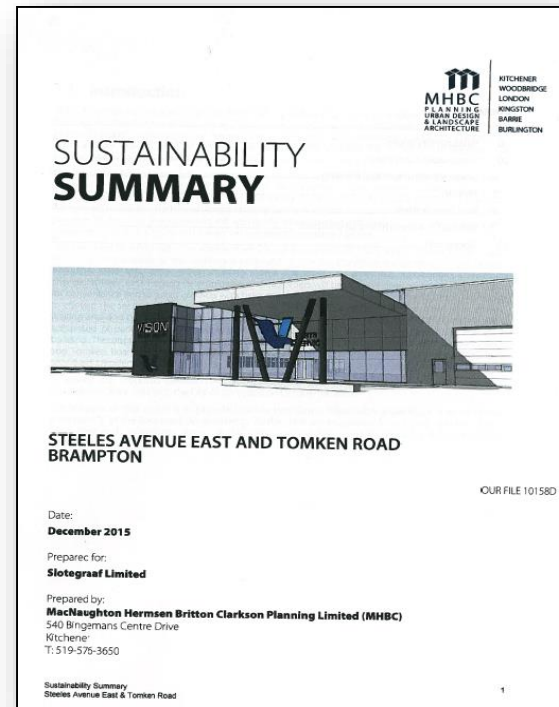 MHBC
PLANNING
URBAN DESIGN
& LANDSCAPE
ARCHITECTURE
KITCHENER
WOODBRIDGE
LONDON
KINGSTON
BARRIE
BURLINGTON
SUSTAINABILITY
SUMMARY
VISION
STEELES AVENUE EAST AND TOMKEN ROAD
BRAMPTON
OUR FILE 10158D
Date:
December 2015
Prepared for:
Slotegraaf Limited
Prepared by:
MacNaughton Hermsen Britton Clarkson Planning Limited (MHBC)
540 Bingemans Centre Drive
Kitchener
T: 519-576-3650
Sustainability Summary
Steeles Avenue East & Tomken Road
1